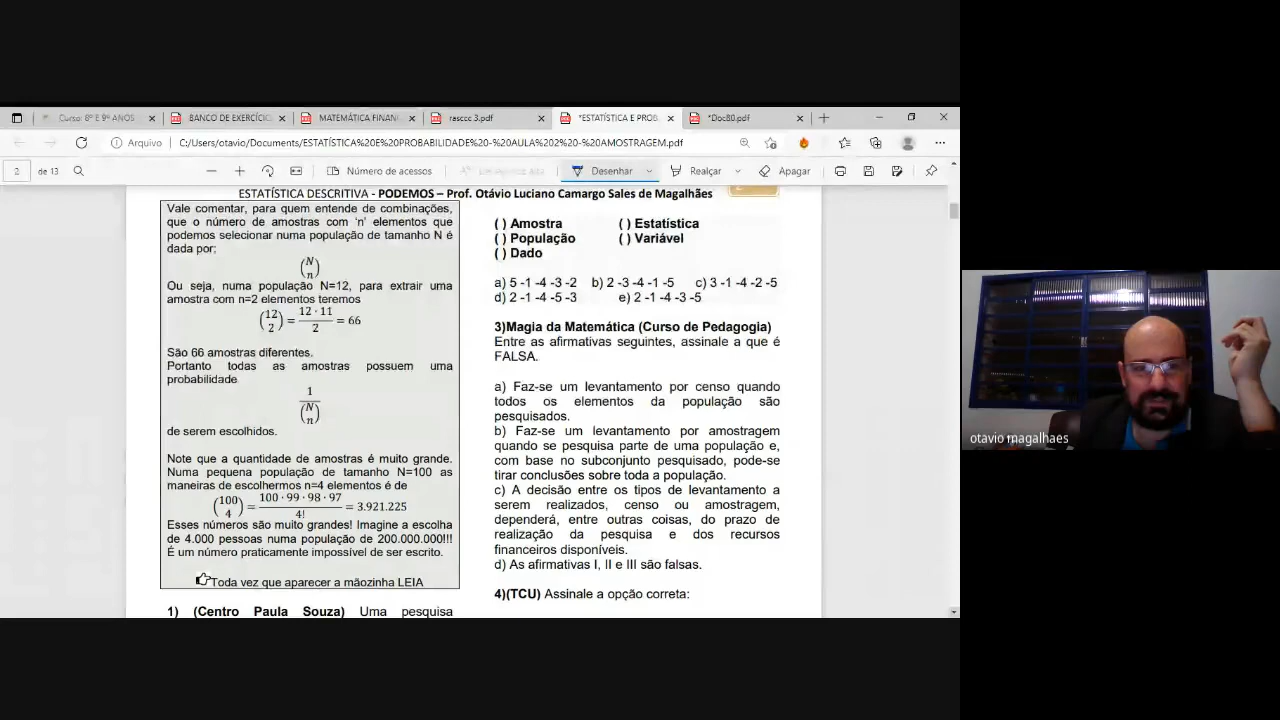 Curso: 8º E 9º ANOS
BANCO DE EXERCÍCI
MATEMÁTICA FINAN
rasccc 3.pdf
*ESTATÍSTICA E PROB
*Doc80.pdf
Arquivo
C:/Users/otavio/Documents/ESTATÍSTICA%20E%20PROBABILIDADE%20-%20AULA%202%20-%20AMOSTRAGEM.pdf
2
de 13
Número de acessos
Desenhar
Realçar
Apagar
ESTATÍSTICA DESCRITIVA - PODEMOS – Prof. Otávio Luciano Camargo Sales de Magalhães
Vale comentar, para quem entende de combinações,
que o número de amostras com 'n' elementos que
podemos selecionar numa população de tamanho N é
dada por;
(N
n)
Ou seja, numa população N=12, para extrair uma
amostra com n=2 elementos teremos
(12
2) = 12 · 11
2 = 66
São 66 amostras diferentes.
Portanto todas as amostras possuem uma
probabilidade
1
(N
n)
de serem escolhidos.
Note que a quantidade de amostras é muito grande.
Numa pequena população de tamanho N=100 as
maneiras de escolhermos n=4 elementos é de
(100
4) = 100 · 99 · 98 · 97
4! = 3.921.225
Esses números são muito grandes! Imagine a escolha
de 4.000 pessoas numa população de 200.000.000!!!
É um número praticamente impossível de ser escrito.
Toda vez que aparecer a mãozinha LEIA
1) (Centro Paula Souza) Uma pesquisa
( ) Amostra ( ) Estatística
( ) População ( ) Variável
( ) Dado
a) 5 -1 -4 -3 -2 b) 2 -3 -4 -1 -5 c) 3 -1 -4 -2 -5
d) 2 -1 -4 -5 -3 e) 2 -1 -4 -3 -5
3)Magia da Matemática (Curso de Pedagogia)
Entre as afirmativas seguintes, assinale a que é
FALSA.
a) Faz-se um levantamento por censo quando
todos os elementos da população são
pesquisados.
b) Faz-se um levantamento por amostragem
quando se pesquisa parte de uma população e,
com base no subconjunto pesquisado, pode-se
tirar conclusões sobre toda a população.
c) A decisão entre os tipos de levantamento a
serem realizados, censo ou amostragem,
dependerá, entre outras coisas, do prazo de
realização da pesquisa e dos recursos
financeiros disponíveis.
d) As afirmativas I, II e III são falsas.
4)(TCU) Assinale a opção correta:
otavio magalhaes